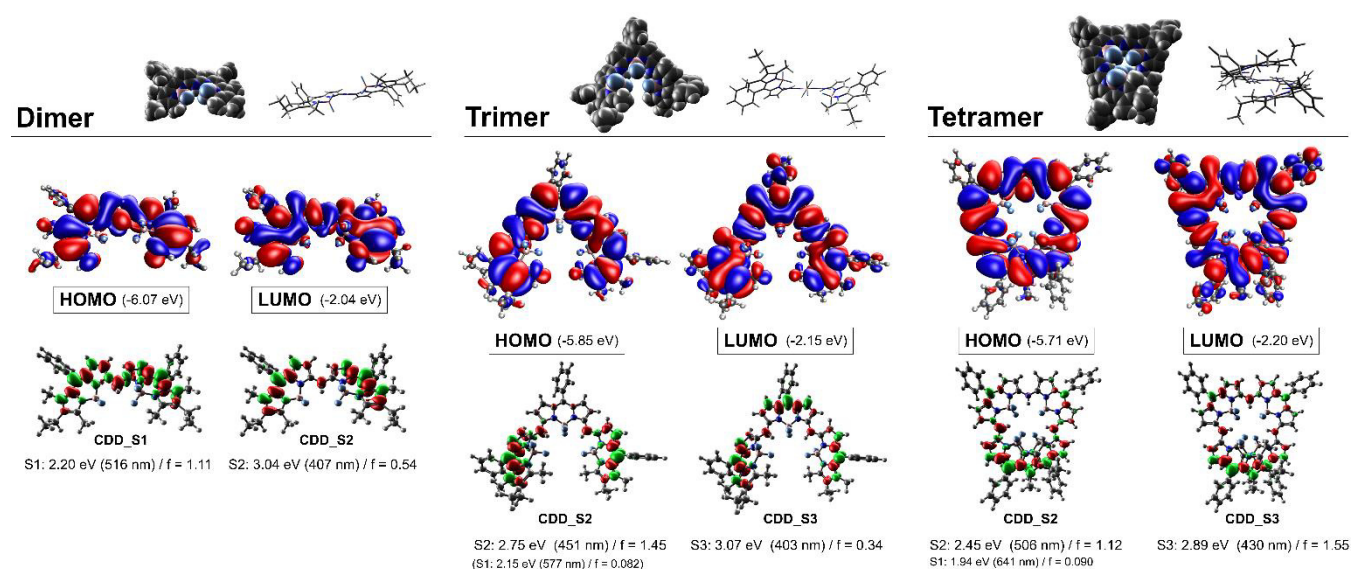 Dimer
HOMO (-6.07 eV)
LUMO (-2.04 eV)
CDD_S1
CDD_S2
S1: 2.20 eV (516 nm) / f = 1.11
S2: 3.04 eV (407 nm) / f = 0.54
Trimer
HOMO (-5.85 eV)
LUMO (-2.15 eV)
CDD_S2
CDD_S3
S2: 2.75 eV (451 nm) / f = 1.45
S3: 3.07 eV (403 nm) / f = 0.34
(S1: 2.15 eV (577 nm) / f = 0.082)
Tetramer
HOMO (-5.71 eV)
LUMO (-2.20 eV)
CDD_S2
CDD_S3
S2: 2.45 eV (506 nm) / f = 1.12
S3: 2.89 eV (430 nm) / f = 1.55
S1: 1.94 eV (641 nm) / f = 0.090